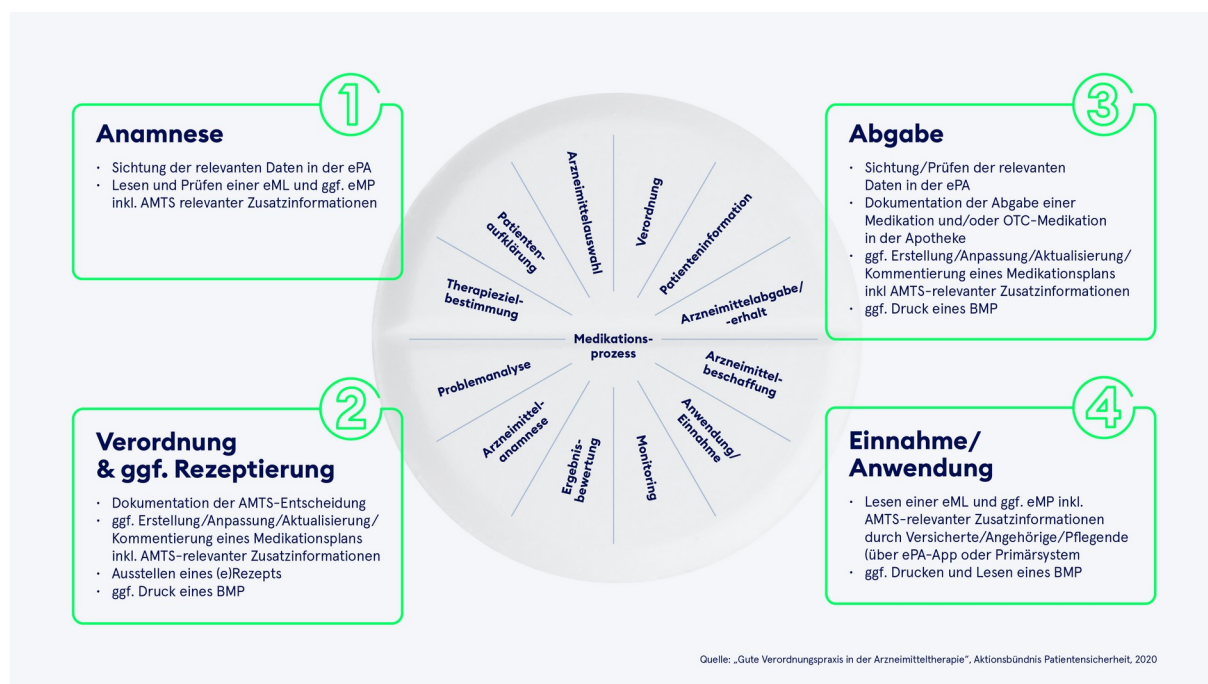 1
Anamnese
· Sichtung der relevanten Daten in der ePA
· Lesen und Prüfen einer eML und ggf. eMP
inkl. AMTS relevanter Zusatzinformationen
2
Verordnung
& ggf. Rezeptierung
· Dokumentation der AMTS-Entscheidung
· ggf. Erstellung/Anpassung/Aktualisierung/
Kommentierung eines Medikationsplans
inkl. AMTS-relevanter Zusatzinformationen
· Ausstellen eines (e)Rezepts
· ggf. Druck eines BMP
Medikations-
prozess
Arzneimittelauswahl
Verordnung
Patienteninformation
Arzneimittelabgabe/
-erhalt
Arzneimittel-
beschaffung
Anwendung/
Einnahme
Monitoring
Ergebnis-
bewertung
Arzneimittel-
anamnese
Problemanalyse
Therapieziel-
bestimmung
Patienten-
aufklärung
3
Abgabe
· Sichtung/Prüfen der relevanten
Daten in der ePA
· Dokumentation der Abgabe einer
Medikation und/oder OTC-Medikation
in der Apotheke
· ggf. Erstellung/Anpassung/Aktualisierung/
Kommentierung eines Medikationsplans
inkl AMTS-relevanter Zusatzinformationen
· ggf. Druck eines BMP
4
Einnahme/
Anwendung
· Lesen einer eML und ggf. eMP inkl.
AMTS-relevanter Zusatzinformationen
durch Versicherte/Angehörige/Pflegende
(über ePA-App oder Primärsystem
· ggf. Drucken und Lesen eines BMP
Quelle: „Gute Verordnungspraxis in der Arzneimitteltherapie“, Aktionsbündnis Patientensicherheit, 2020